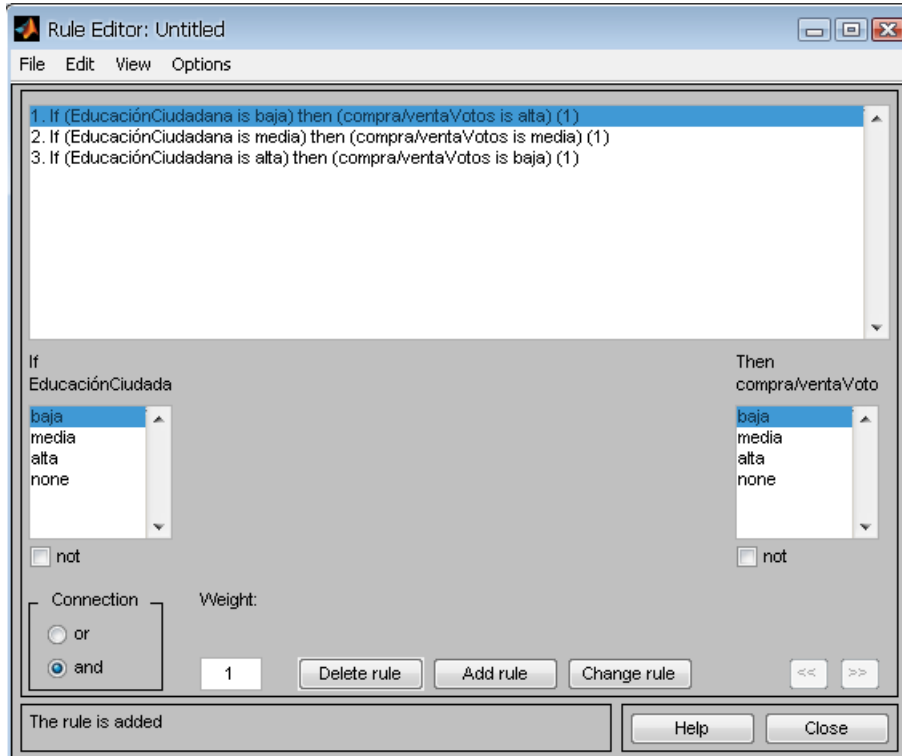 Rule Editor: Untitled
File Edit View Options
1. If (EducaciónCiudadana is baja) then (compra/ventaVotos is alta) (1)
2. If (EducaciónCiudadana is media) then (compra/ventaVotos is media) (1)
3. If (EducaciónCiudadana is alta) then (compra/ventaVotos is baja) (1)
If
EducaciónCiudada
baja
media
alta
none
not
Then
compra/ventaVoto
baja
media
alta
none
not
Connection
or
and
Weight:
1
Delete rule
Add rule
Change rule
<<
>>
The rule is added
Help
Close